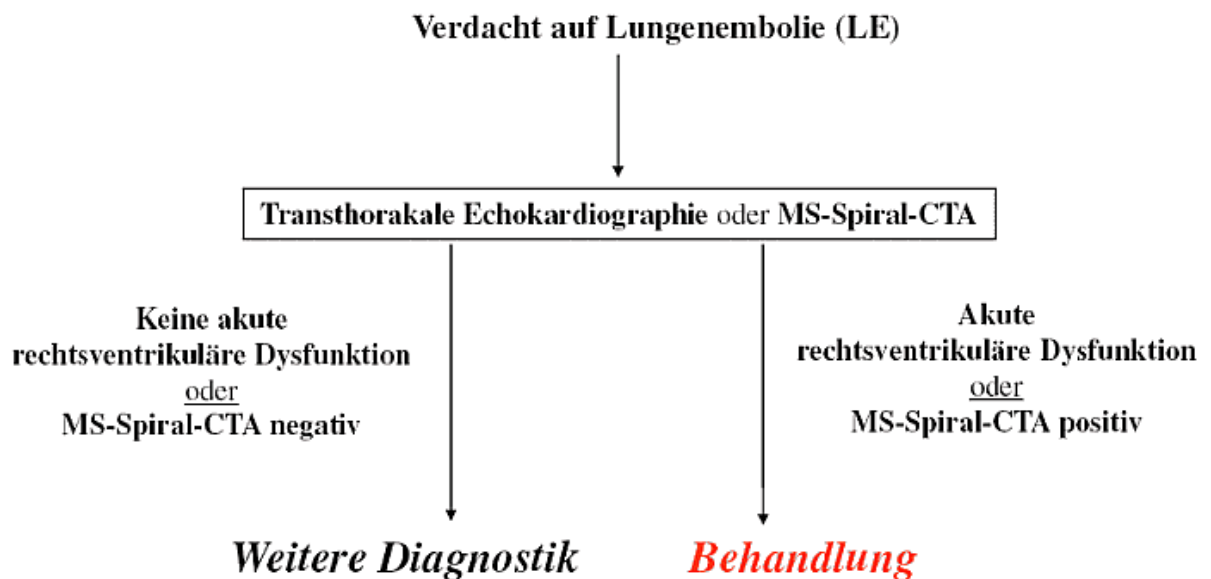 Verdacht auf Lungenembolie (LE)
Transthorakale Echokardiographie oder MS-Spiral-CTA
Keine akute
rechtsventrikuläre Dysfunktion
oder
MS-Spiral-CTA negativ
Akute
rechtsventrikuläre Dysfunktion
oder
MS-Spiral-CTA positiv
Weitere Diagnostik
Behandlung